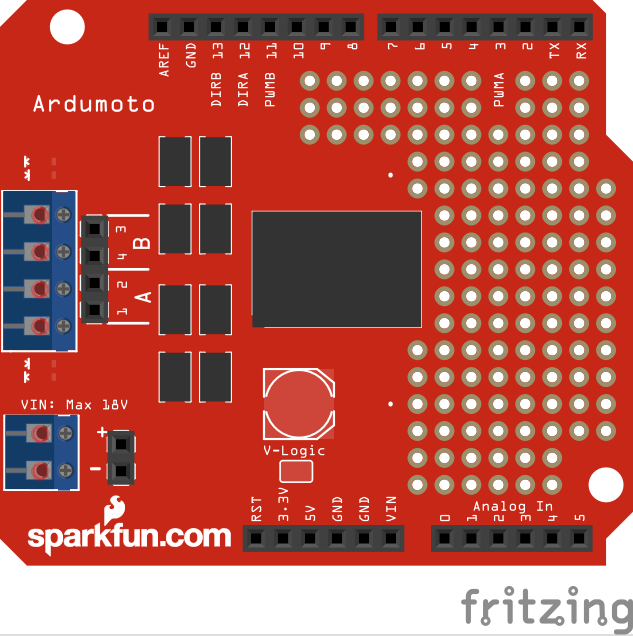 AREF GND 13 12 11 10 9 8 7 6 5 4 3 2 TX RX
DIRB DIRA PWMB PWMA
Ardumoto
3
B
4
2
A
1
VIN: Max 18V
+
-
V-Logic
RST 3.3V 5V GND GND VIN
Analog In
0 1 2 3 4 5
sparkfun.com
fritzing